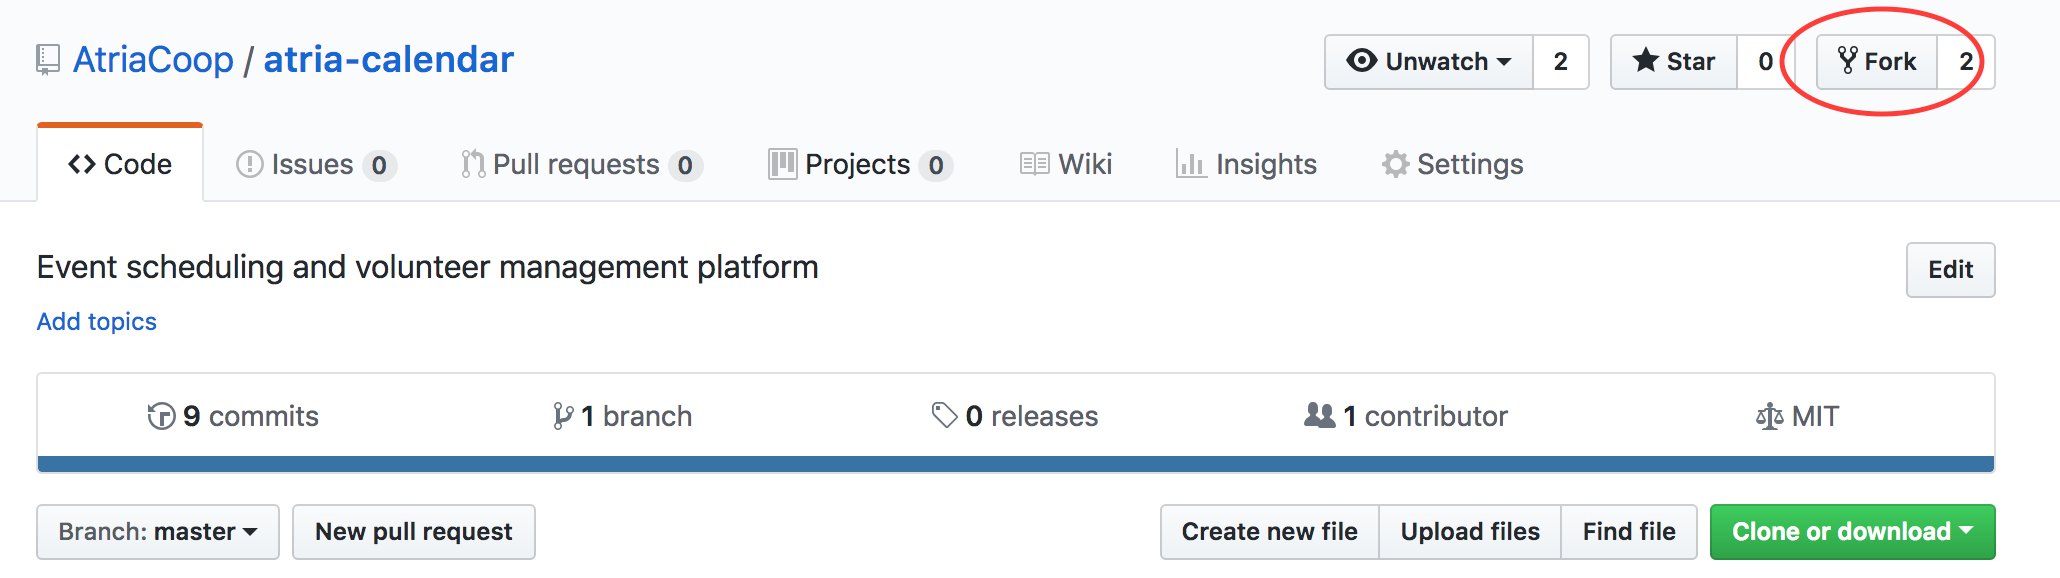 AtriaCoop / atria-calendar
Unwatch 2 Star 0 Fork 2
Code Issues 0 Pull requests 0 Projects 0 Wiki Insights Settings
Event scheduling and volunteer management platform
Edit
Add topics
9 commits 1 branch 0 releases 1 contributor MIT
Branch: master New pull request Create new file Upload files Find file Clone or download